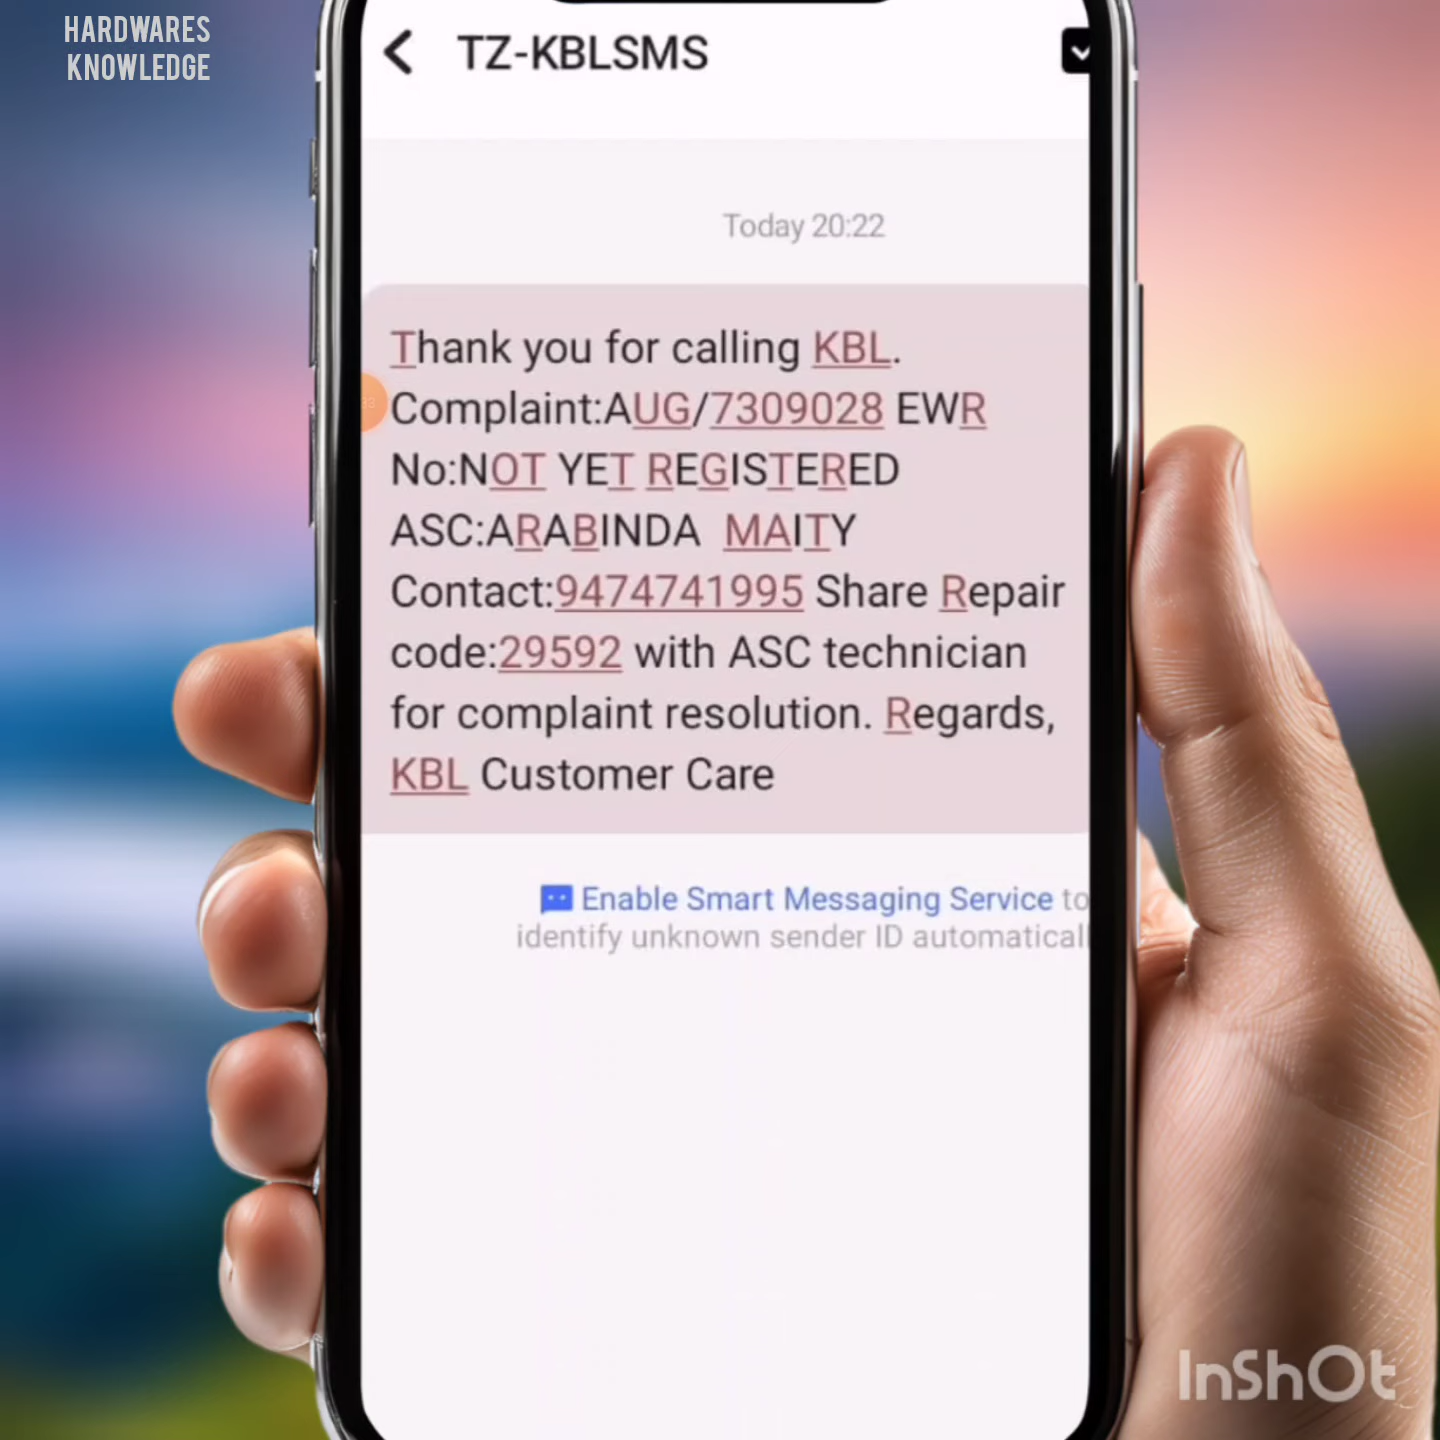 HARDWARES
KNOWLEDGE
TZ-KBLSMS
Today 20:22
Thank you for calling KBL.
Complaint:AUG/7309028 EWR
No:NOT YET REGISTERED
ASC:ARABINDA MAITY
Contact:9474741995 Share Repair
code:29592 with ASC technician
for complaint resolution. Regards,
KBL Customer Care
Enable Smart Messaging Service to
identify unknown sender ID automaticall
InShOt